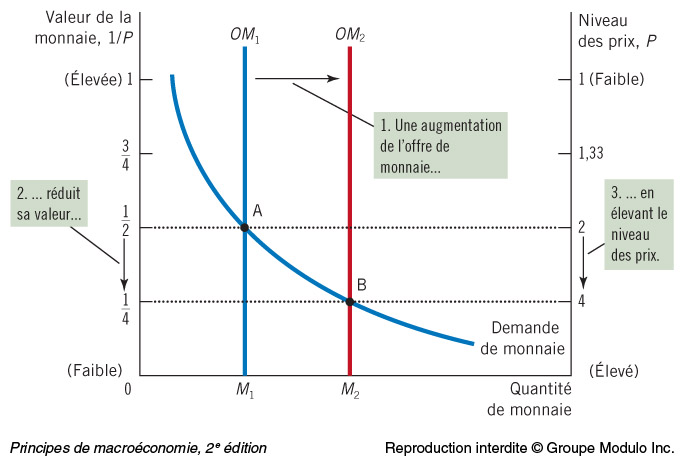 Valeur de la
monnaie, 1/P
Niveau
des prix, P
OM1
OM2
(Élevée) 1
1 (Faible)
1. Une augmentation
de l'offre de
monnaie...
3/4
1,33
2. ... réduit
sa valeur...
3. ... en
élevant le
niveau
des prix.
A
1/2
2
B
1/4
4
Demande
de monnaie
(Faible)
(Élevé)
0
M1
M2
Quantité
de monnaie
Principes de macroéconomie, 2e édition
Reproduction interdite © Groupe Modulo Inc.